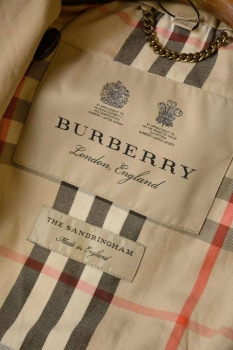 BURBERRY
London, England
THE SANDRINGHAM
Made in England